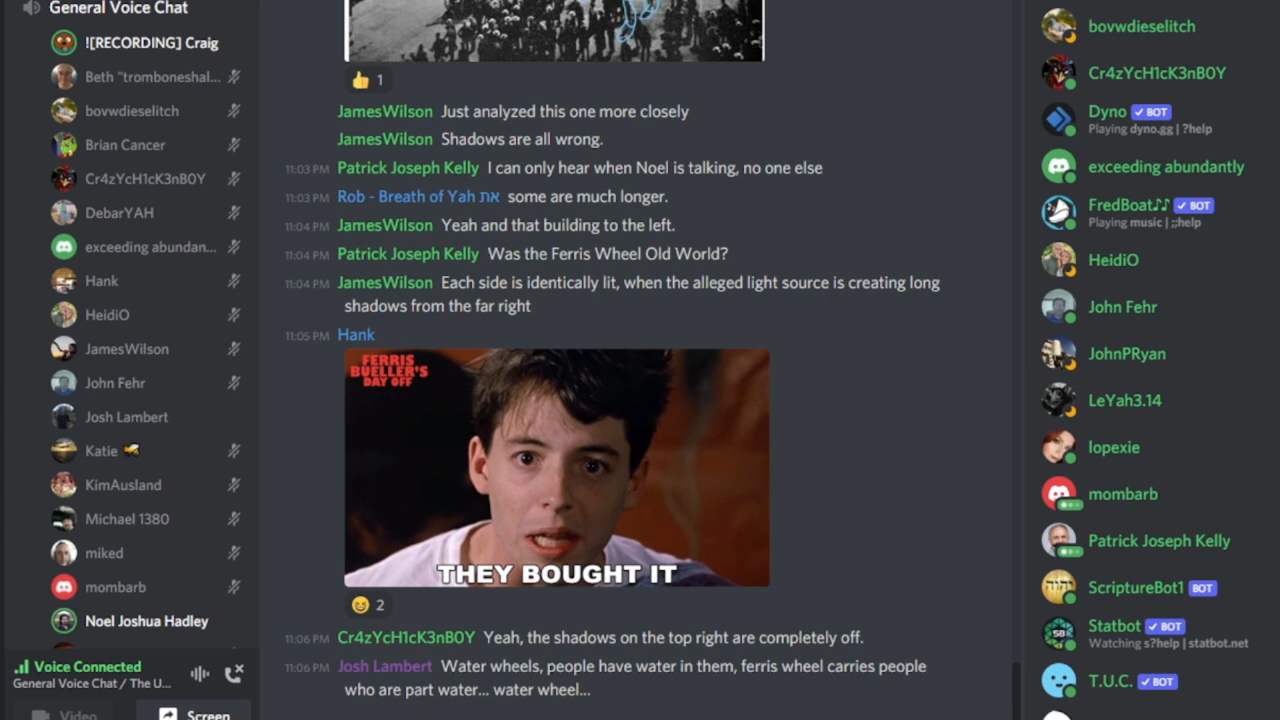 General Voice Chat
![RECORDING] Craig
Beth "tromboneshal...
bovwdieselitch
Brian Cancer
Cr4zYcH1cK3nB0Y
DebarYAH
exceeding abundan...
Hank
HeidiO
JamesWilson
John Fehr
Josh Lambert
Katie
KimAusland
Michael 1380
miked
mombarb
Noel Joshua Hadley
Voice Connected
General Voice Chat / The U...
Video
Screen
1
JamesWilson Just analyzed this one more closely
JamesWilson Shadows are all wrong.
11:03 PM Patrick Joseph Kelly I can only hear when Noel is talking, no one else
11:03 PM Rob - Breath of Yah את some are much longer.
11:04 PM JamesWilson Yeah and that building to the left.
11:04 PM Patrick Joseph Kelly Was the Ferris Wheel Old World?
11:04 PM JamesWilson Each side is identically lit, when the alleged light source is creating long
shadows from the far right
11:05 PM Hank
FERRIS
BUELLER'S
DAY OFF
THEY BOUGHT IT
2
11:06 PM Cr4zYcH1cK3nB0Y Yeah, the shadows on the top right are completely off.
11:06 PM Josh Lambert Water wheels, people have water in them, ferris wheel carries people
who are part water... water wheel...
bovwdieselitch
Cr4zYcH1cK3nB0Y
Dyno ✓ BOT
Playing dyno.gg | ?help
exceeding abundantly
FredBoat♪♪ ✓ BOT
Playing music | ;;help
HeidiO
John Fehr
JohnPRyan
LeYah3.14
lopexie
mombarb
Patrick Joseph Kelly
יהוה
ScriptureBot1 BOT
SB
Statbot ✓ BOT
Watching s?help | statbot.net
T.U.C. ✓ BOT